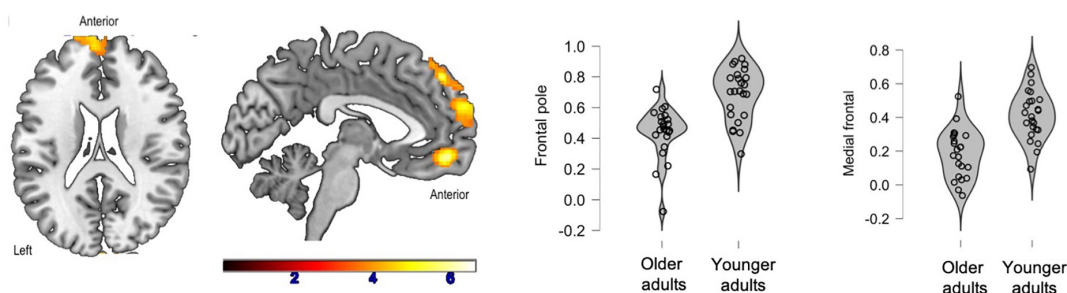 Anterior
Left
Anterior
2 4 6
Frontal pole
1.0
0.8
0.6
0.4
0.2
0.0
-0.2
Older adults
Younger adults
Medial frontal
0.8
0.6
0.4
0.2
0.0
-0.2
Older adults
Younger adults